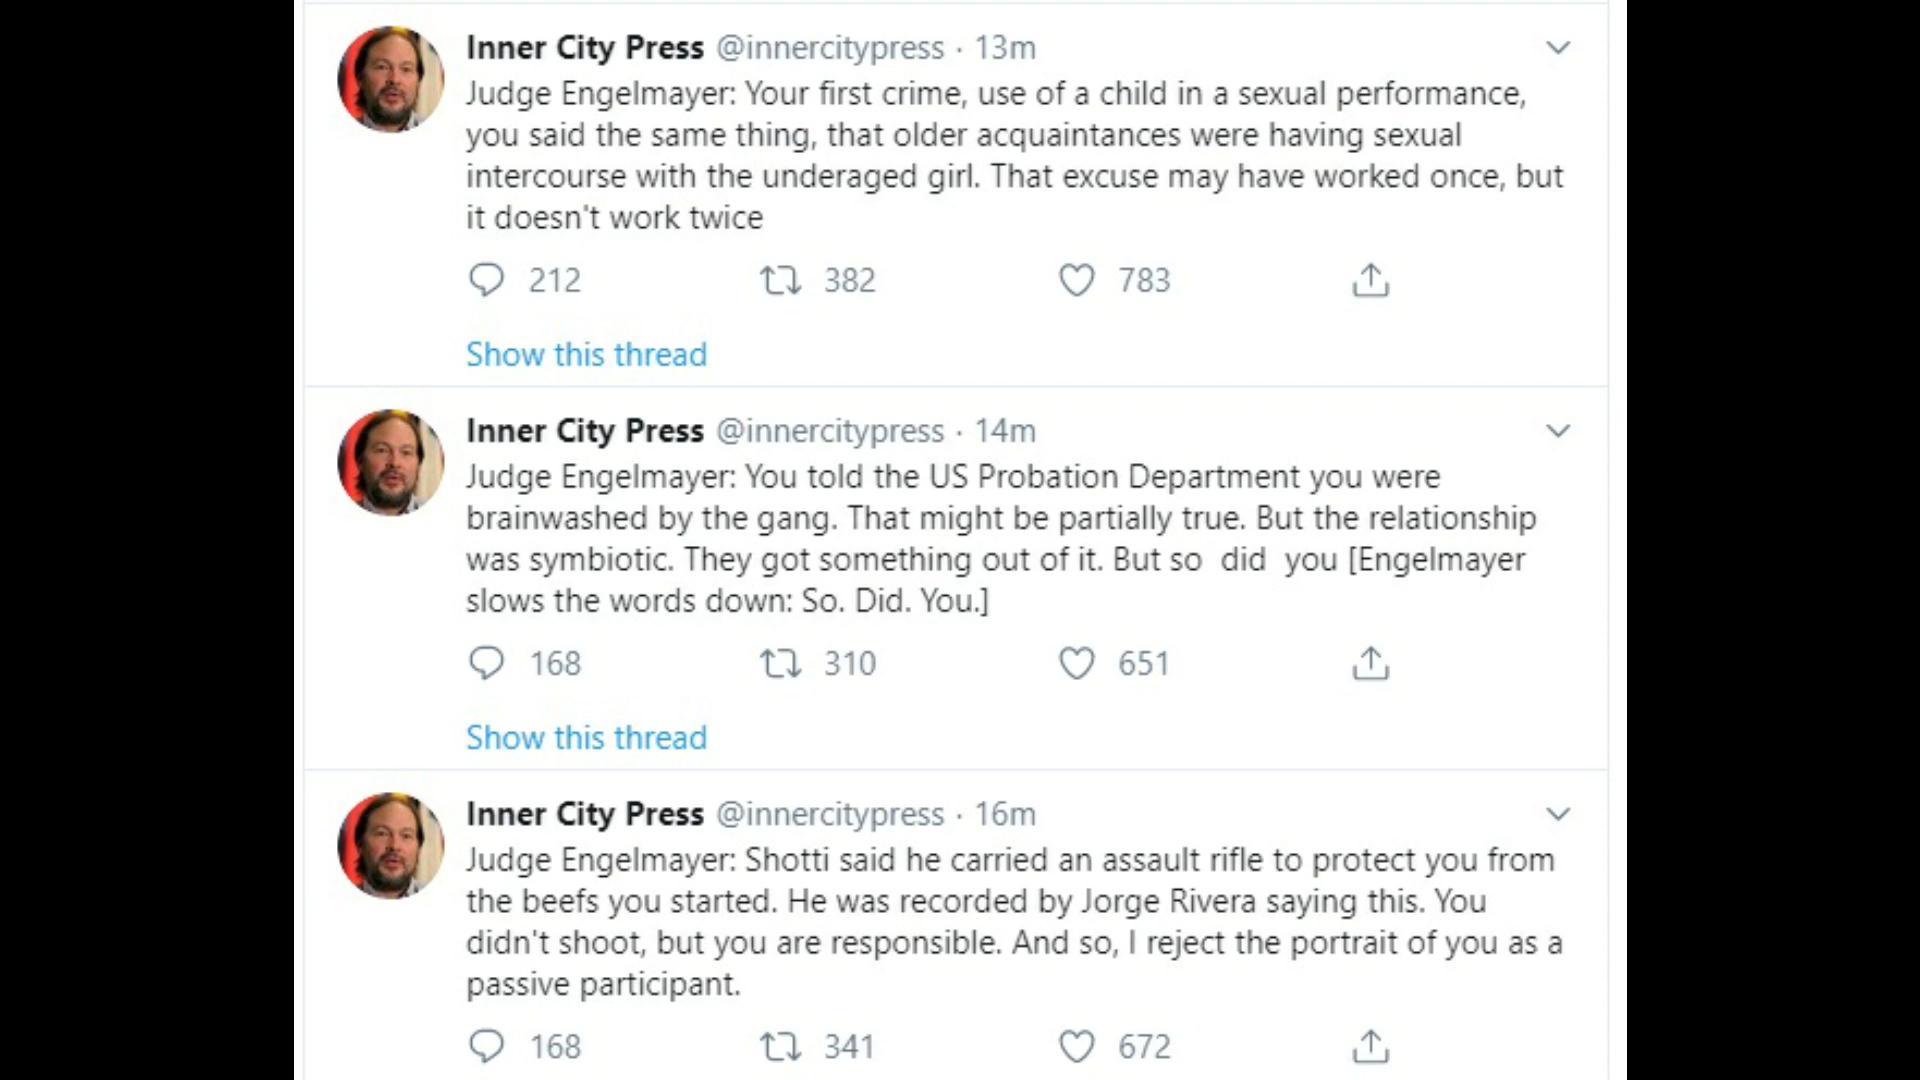 Inner City Press @innercitypress · 13m
Judge Engelmayer: Your first crime, use of a child in a sexual performance,
you said the same thing, that older acquaintances were having sexual
intercourse with the underaged girl. That excuse may have worked once, but
it doesn't work twice
212 382 783
Show this thread
Inner City Press @innercitypress · 14m
Judge Engelmayer: You told the US Probation Department you were
brainwashed by the gang. That might be partially true. But the relationship
was symbiotic. They got something out of it. But so did you [Engelmayer
slows the words down: So. Did. You.]
168 310 651
Show this thread
Inner City Press @innercitypress · 16m
Judge Engelmayer: Shotti said he carried an assault rifle to protect you from
the beefs you started. He was recorded by Jorge Rivera saying this. You
didn't shoot, but you are responsible. And so, I reject the portrait of you as a
passive participant.
168 341 672